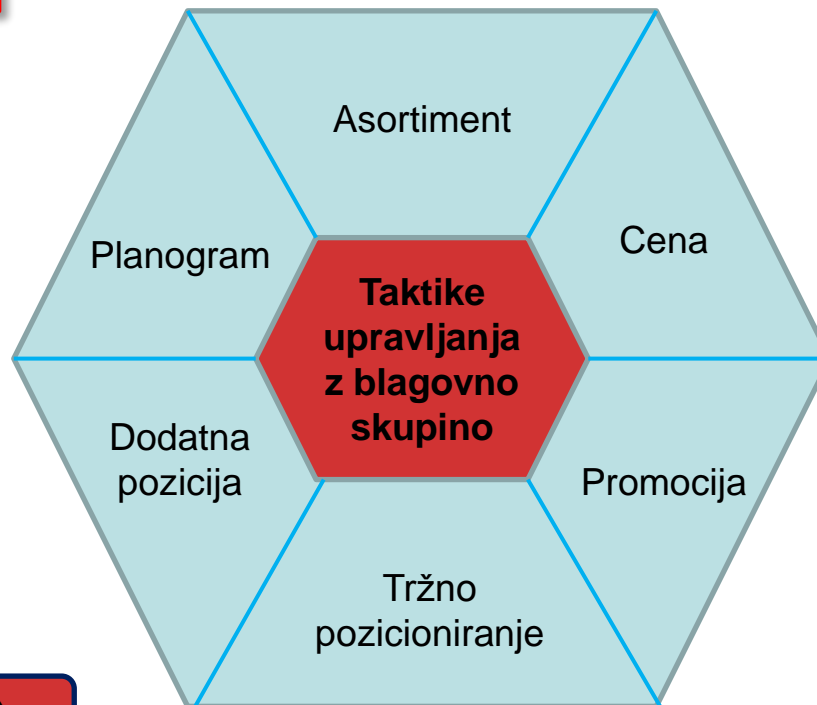 Asortiment
Cena
Planogram
Taktike
upravljanja
z blagovno
skupino
Dodatna
pozicija
Promocija
Tržno
pozicioniranje